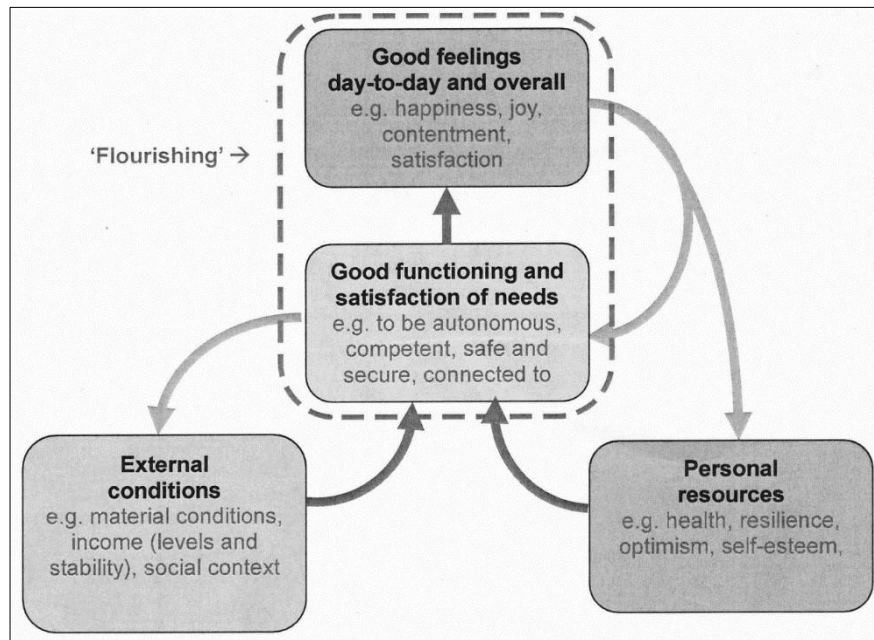 Good feelings
day-to-day and overall
e.g. happiness, joy,
contentment,
satisfaction
'Flourishing' →
Good functioning and
satisfaction of needs
e.g. to be autonomous,
competent, safe and
secure, connected to
External
conditions
e.g. material conditions,
income (levels and
stability), social context
Personal
resources
e.g. health, resilience,
optimism, self-esteem,